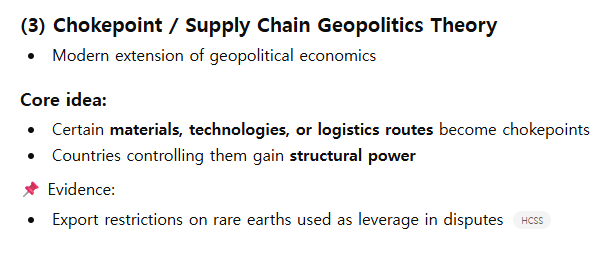 (3) Chokepoint / Supply Chain Geopolitics Theory
• Modern extension of geopolitical economics
Core idea:
• Certain materials, technologies, or logistics routes become chokepoints
• Countries controlling them gain structural power
📌 Evidence:
• Export restrictions on rare earths used as leverage in disputes HCSS